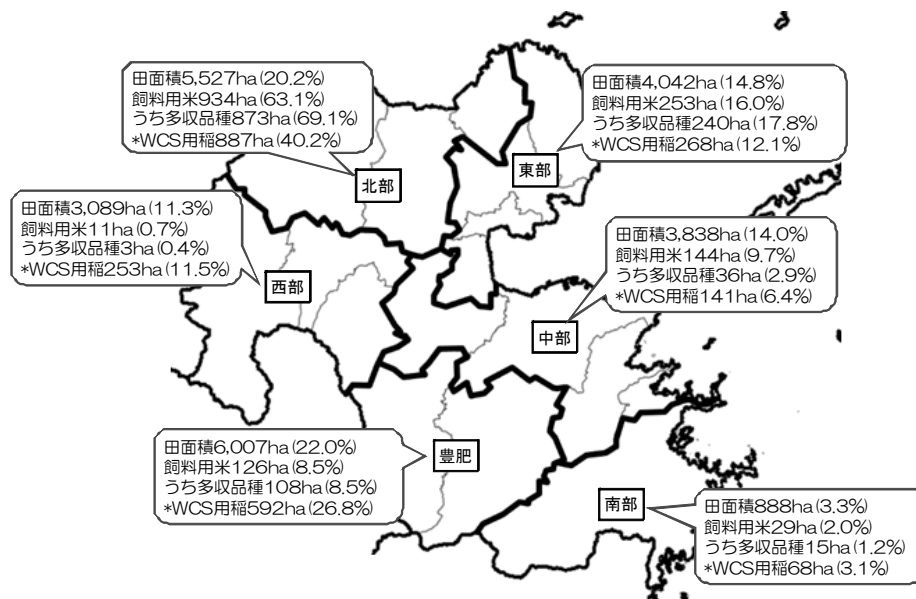 田面積5,527ha(20.2%)
飼料用米934ha(63.1%)
うち多収品種873ha(69.1%)
*WCS用稲887ha(40.2%)
北部
田面積4,042ha(14.8%)
飼料用米253ha(16.0%)
うち多収品種240ha(17.8%)
*WCS用稲268ha(12.1%)
東部
田面積3,089ha(11.3%)
飼料用米11ha(0.7%)
うち多収品種3ha(0.4%)
*WCS用稲253ha(11.5%)
西部
田面積3,838ha(14.0%)
飼料用米144ha(9.7%)
うち多収品種36ha(2.9%)
*WCS用稲141ha(6.4%)
中部
田面積6,007ha(22.0%)
飼料用米126ha(8.5%)
うち多収品種108ha(8.5%)
*WCS用稲592ha(26.8%)
豊肥
南部
田面積888ha(3.3%)
飼料用米29ha(2.0%)
うち多収品種15ha(1.2%)
*WCS用稲68ha(3.1%)